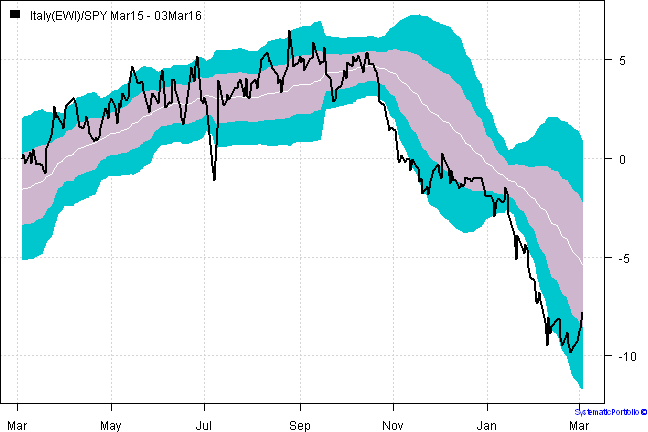 Italy(EWI)/SPY Mar15 - 03Mar16
5
0
-5
-10
SystematicPortfolio ©
Mar May Jul Sep Nov Jan Mar